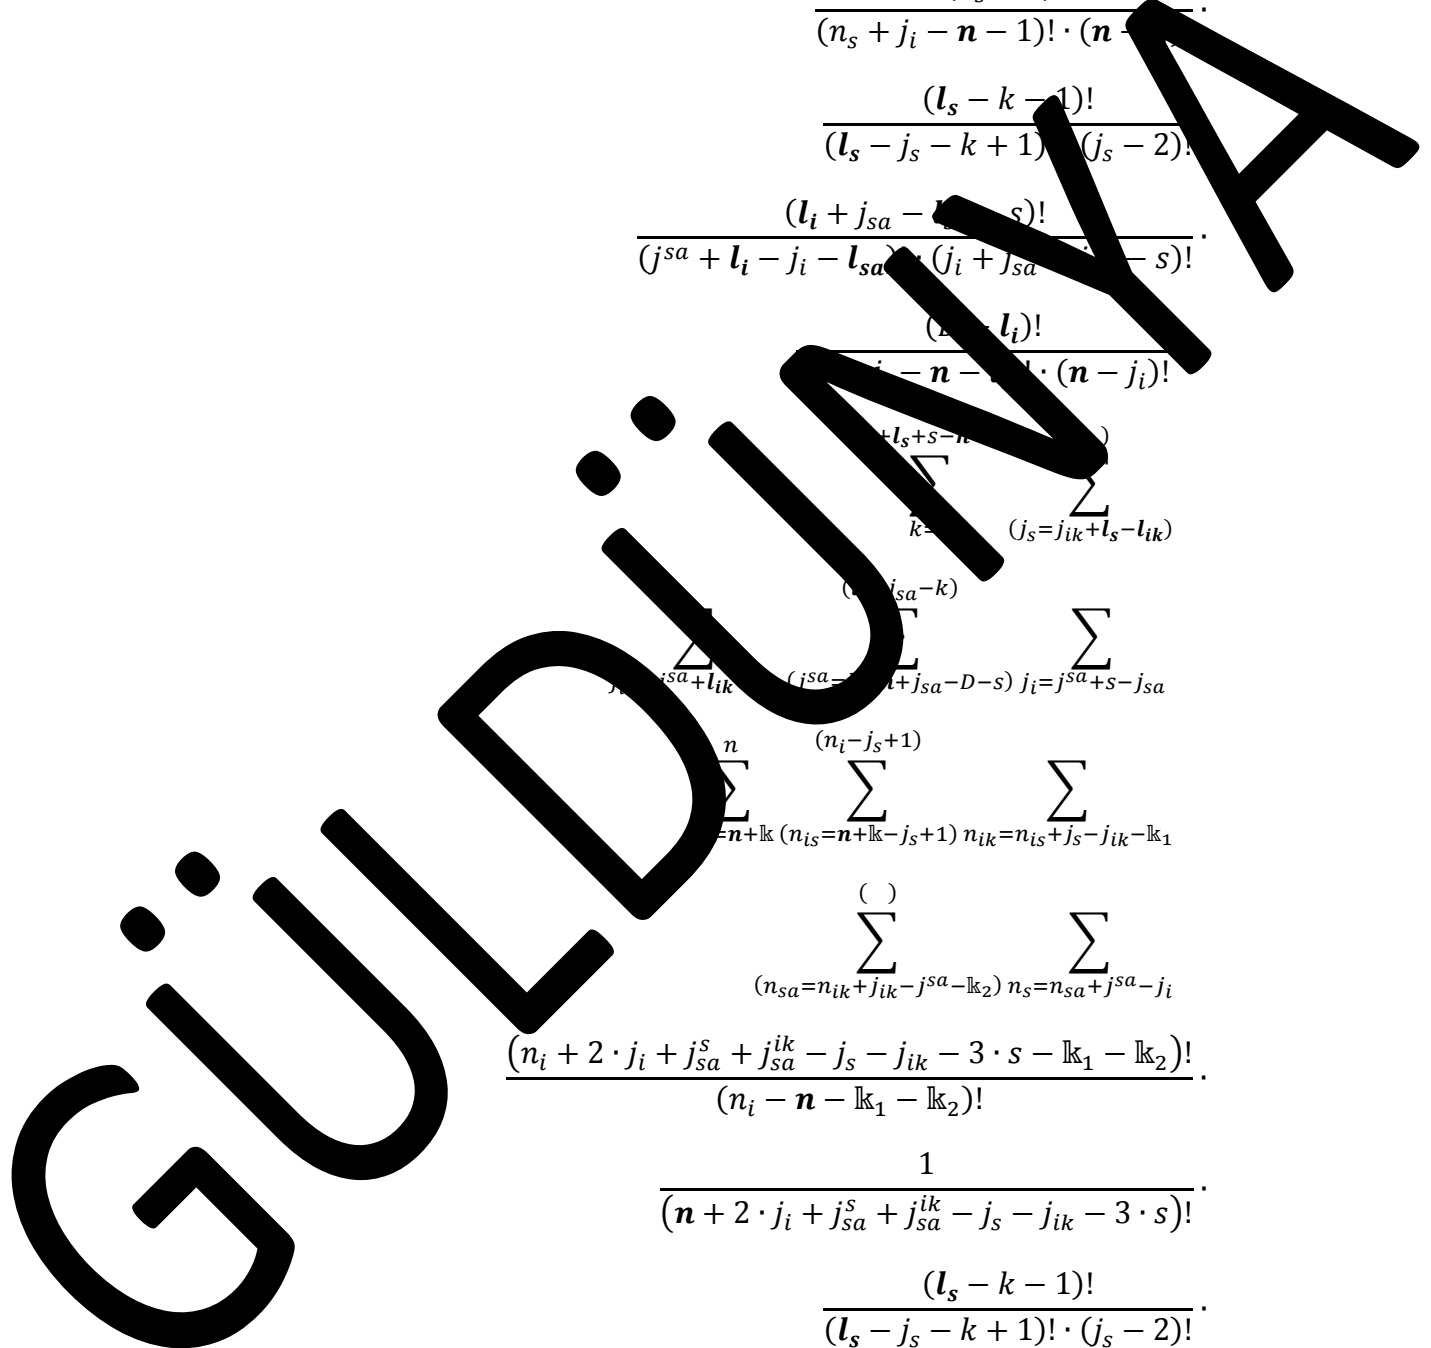 (n_s + j_i − n − 1)! · (n
(l_s − k − 1)!
(l_s − j_s − k + 1) (j_s − 2)!
(l_i + j_sa − s)! ·
(j^sa + l_i − j_i − l_sa) · (j_i + j_sa − s)!
( l_i)!
− n − ! · (n − j_i)!
+l_s+s−n )
∑ ∑
k= (j_s=j_ik+l_s−l_ik)
( j_sa−k)
∑ ∑ ∑
j^sa+l_ik (j^sa= +j_sa−D−s) j_i=j^sa+s−j_sa
n (n_i−j_s+1)
∑ ∑ ∑
=n+𝕜 (n_is=n+𝕜−j_s+1) n_ik=n_is+j_s−j_ik−𝕜_1
( )
∑ ∑
(n_sa=n_ik+j_ik−j^sa−𝕜_2) n_s=n_sa+j^sa−j_i
(n_i + 2 · j_i + j_sa^s + j_sa^ik − j_s − j_ik − 3 · s − 𝕜_1 − 𝕜_2)! ·
(n_i − n − 𝕜_1 − 𝕜_2)!
1 ·
(n + 2 · j_i + j_sa^s + j_sa^ik − j_s − j_ik − 3 · s)!
(l_s − k − 1)! ·
(l_s − j_s − k + 1)! · (j_s − 2)!
GÜLDÜNYA